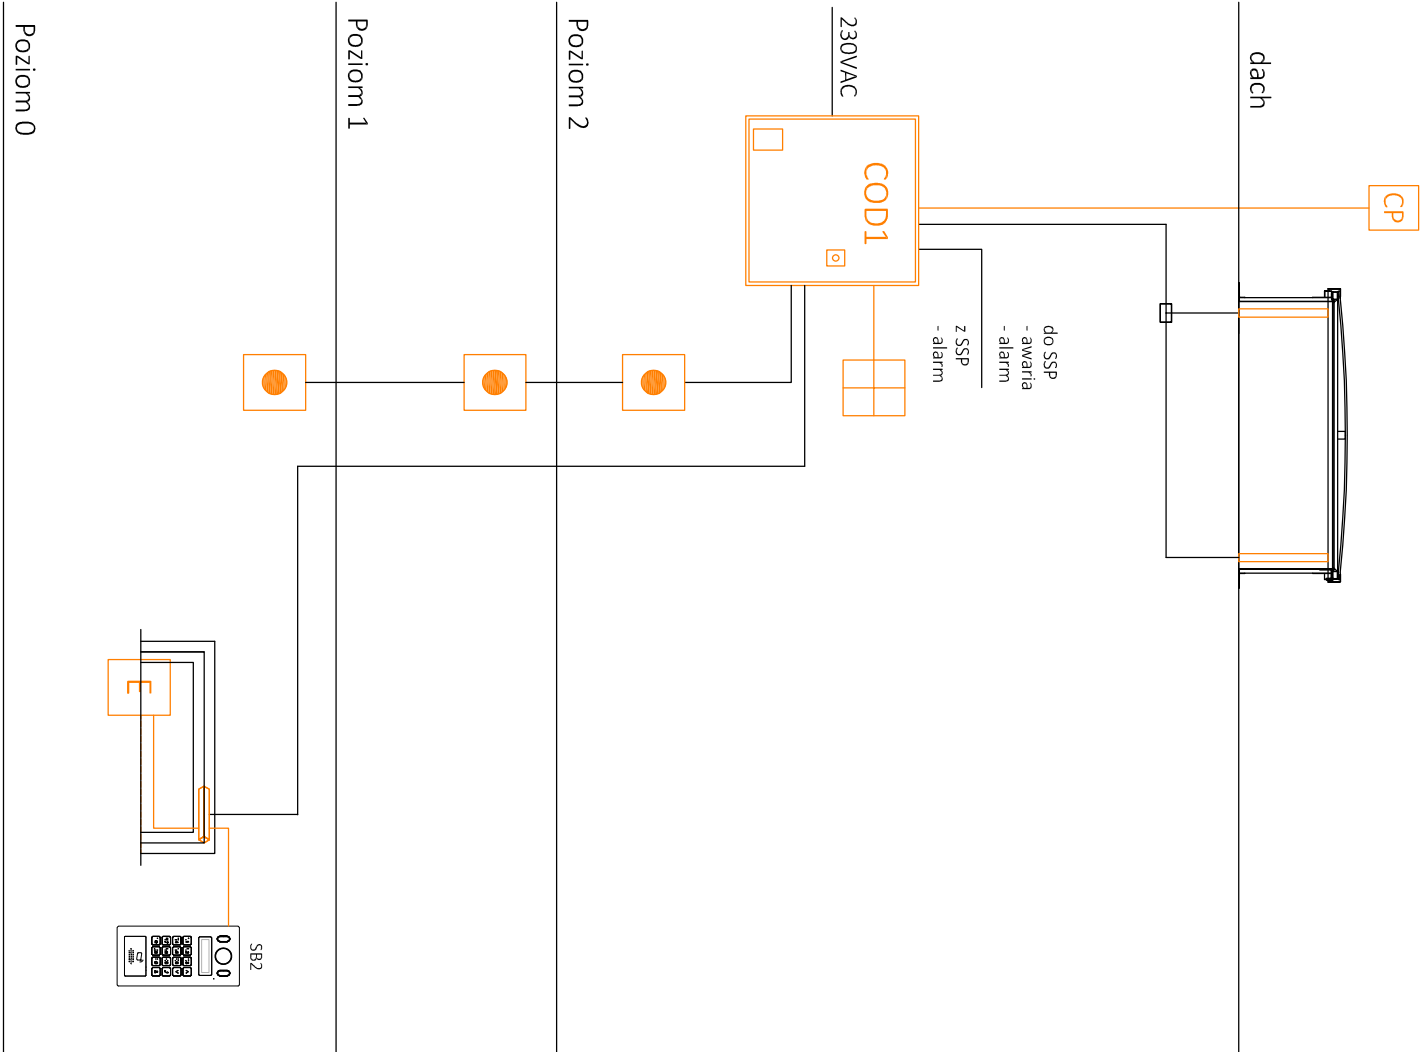 CP
dach
230VAC
COD1
do SSP
- awaria
- alarm
z SSP
- alarm
Poziom 2
Poziom 1
Poziom 0
E
SB2